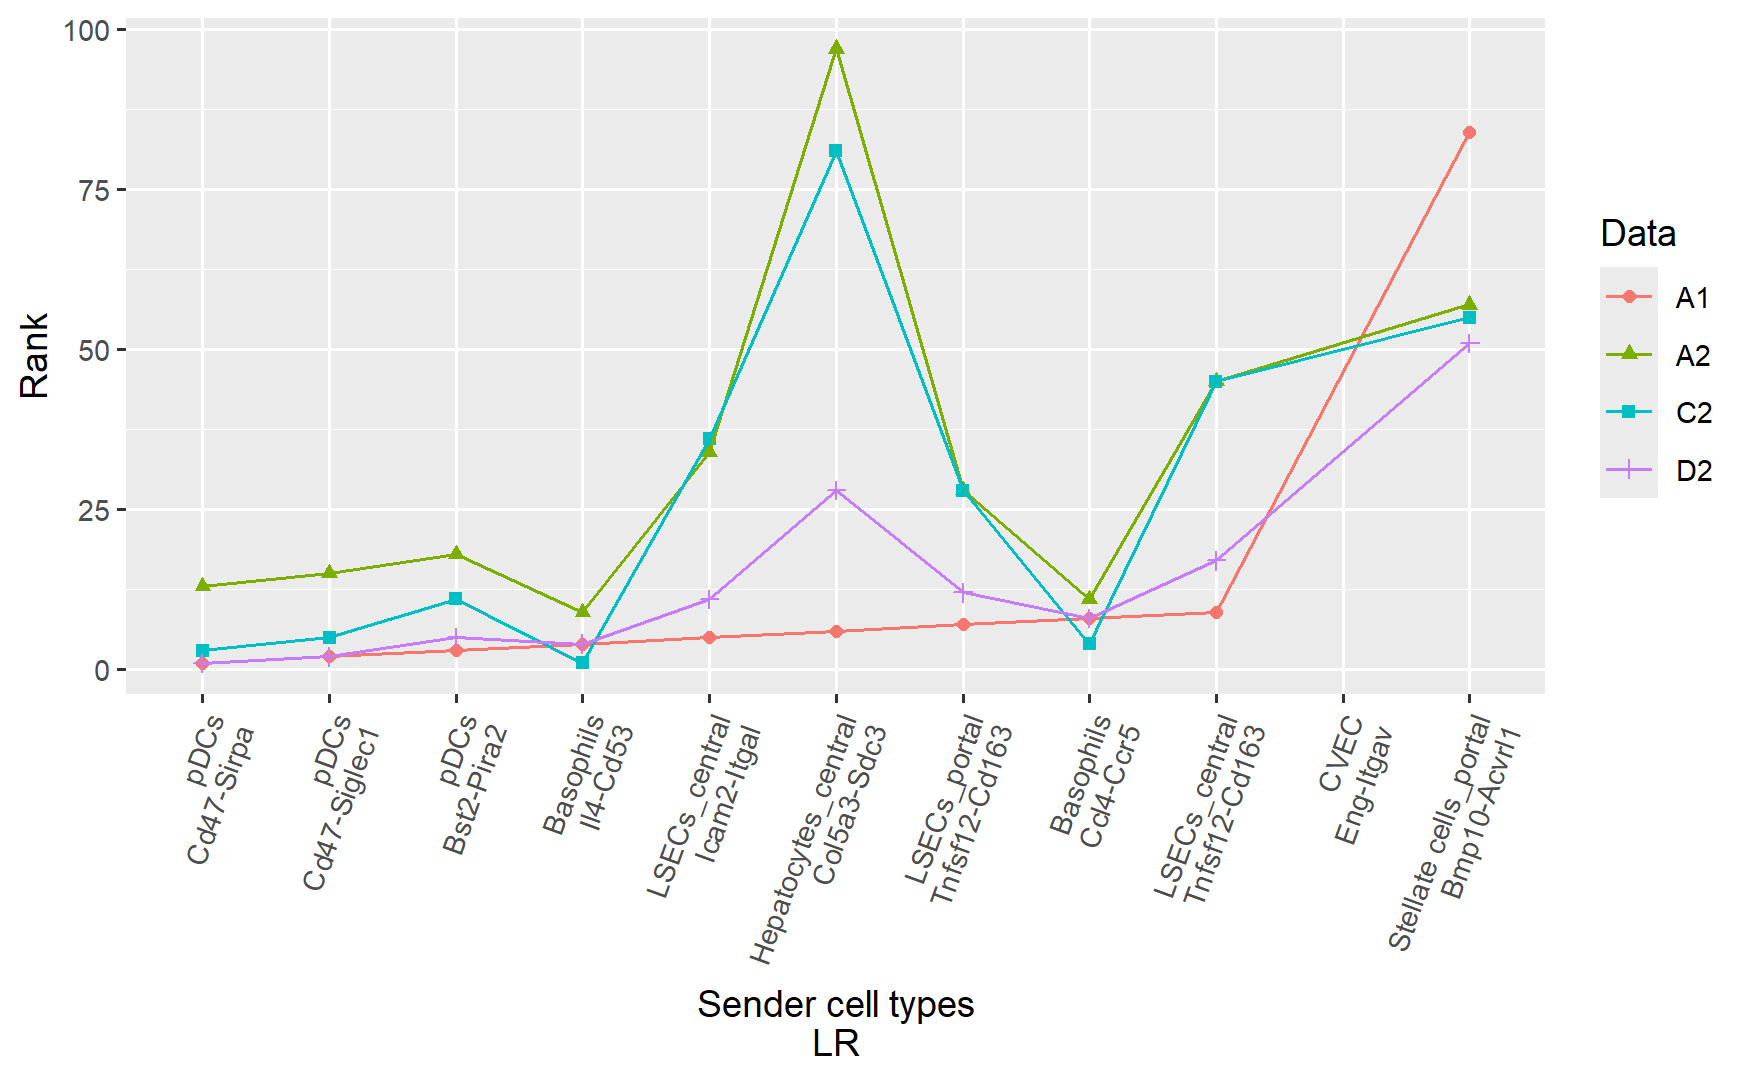 100
75
50
25
0
Rank
pDCs
Cd47-Sirpa
pDCs
Cd47-Siglec1
pDCs
Bst2-Pira2
Basophils
Il4-Cd53
LSECs_central
Icam2-Itgal
Hepatocytes_central
Col5a3-Sdc3
LSECs_portal
Tnfsf12-Cd163
Basophils
Ccl4-Ccr5
LSECs_central
Tnfsf12-Cd163
CVEC
Eng-Itgav
Stellate cells_portal
Bmp10-Acvrl1
Sender cell types
LR
Data
A1
A2
C2
D2